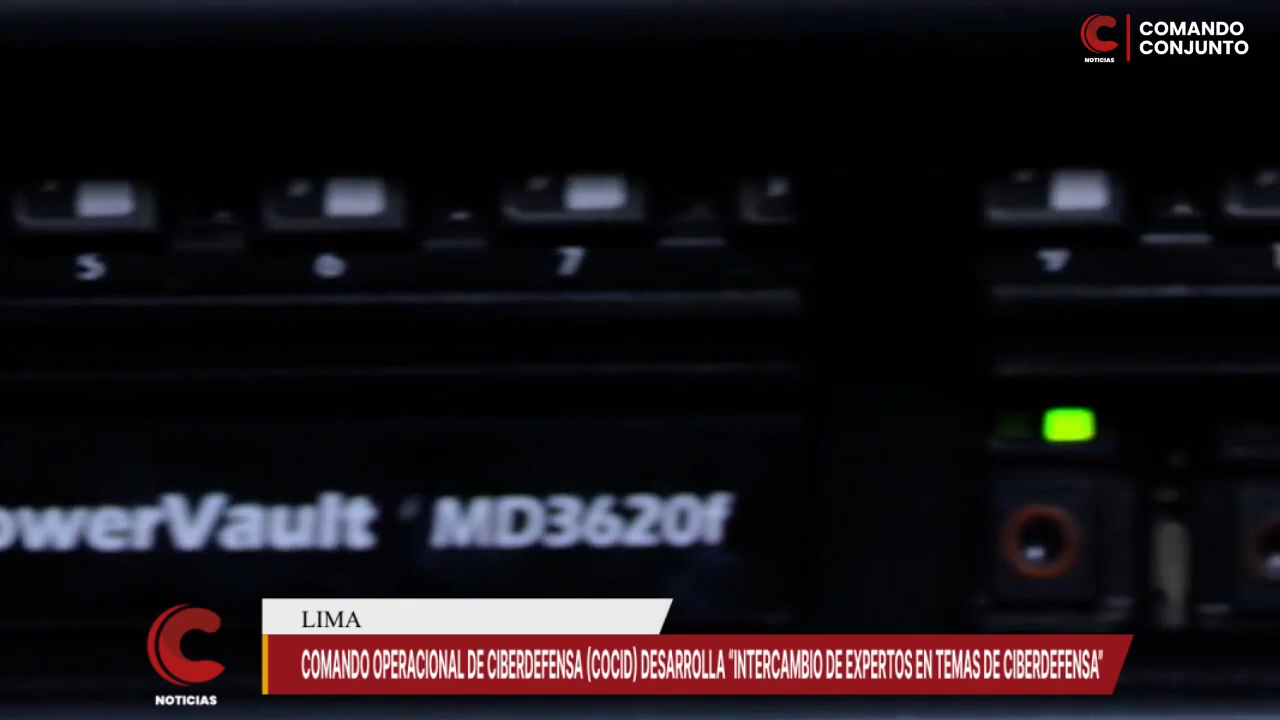 COMANDO
CONJUNTO
NOTICIAS
5 6 7
owerVault MD3620f
LIMA
COMANDO OPERACIONAL DE CIBERDEFENSA (COCID) DESARROLLA "INTERCAMBIO DE EXPERTOS EN TEMAS DE CIBERDEFENSA"
NOTICIAS